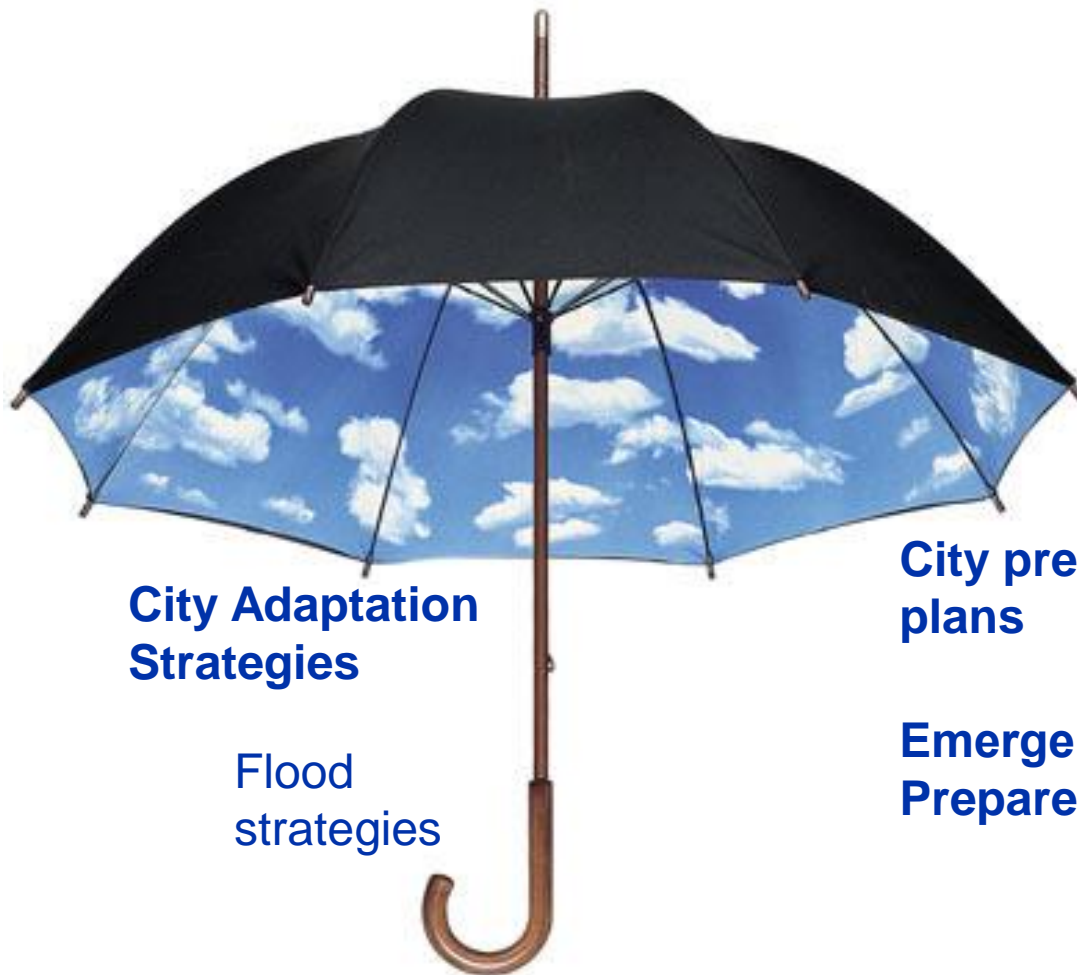 City Adaptation
Strategies
Flood
strategies
City pre
plans
Emerge
Prepare